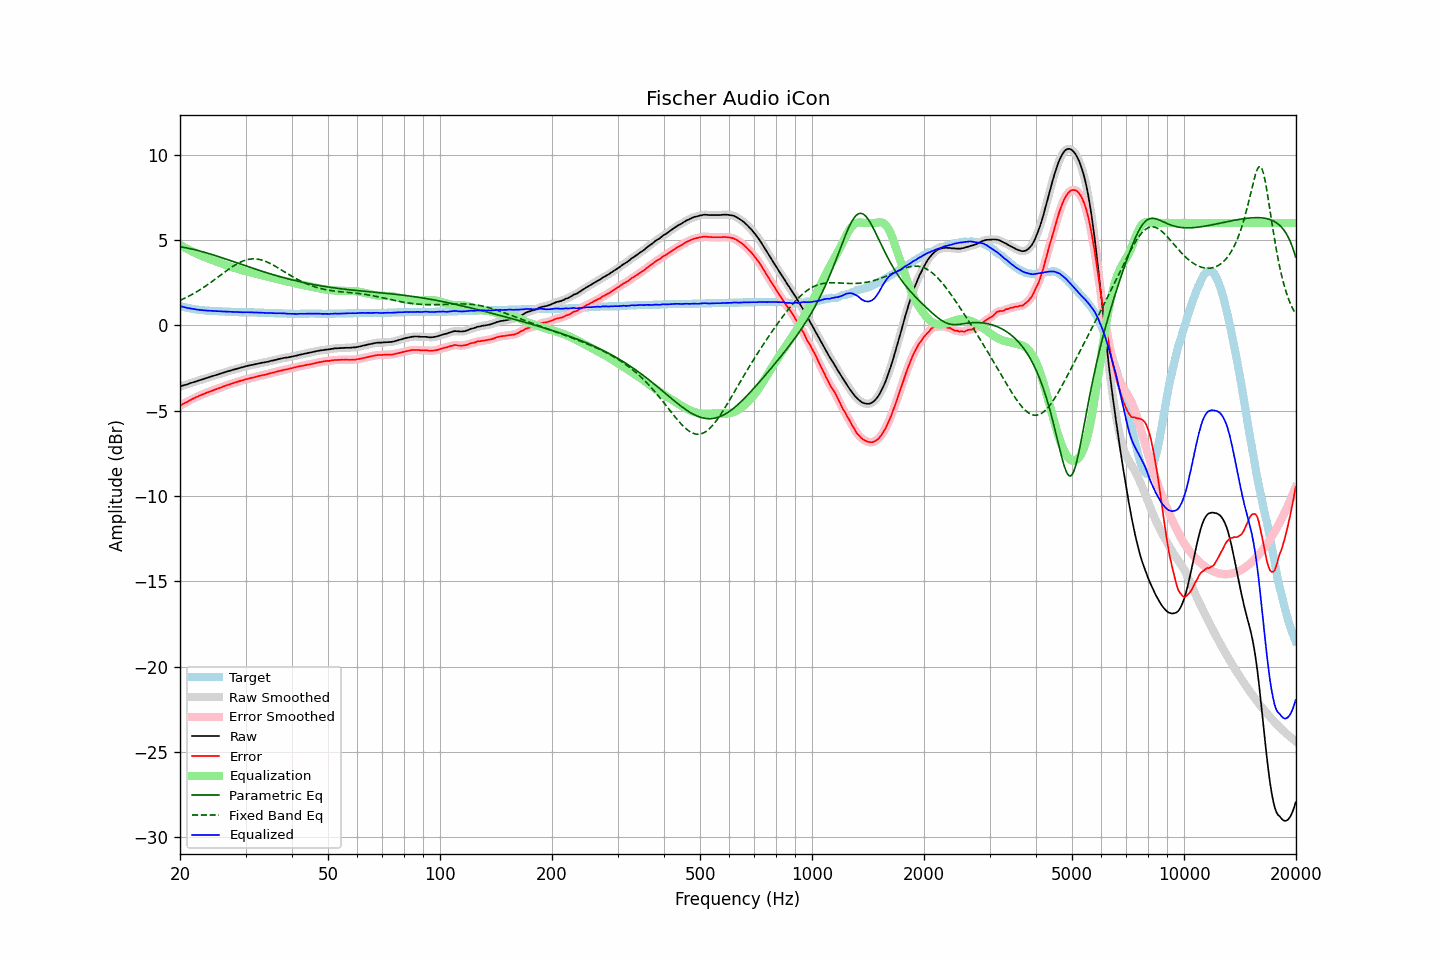 Fischer Audio iCon
Amplitude (dBr)
10
5
0
−5
−10
−15
−20
−25
−30
Target
Raw Smoothed
Error Smoothed
Raw
Error
Equalization
Parametric Eq
Fixed Band Eq
Equalized
20 50 100 200 500 1000 2000 5000 10000 20000
Frequency (Hz)